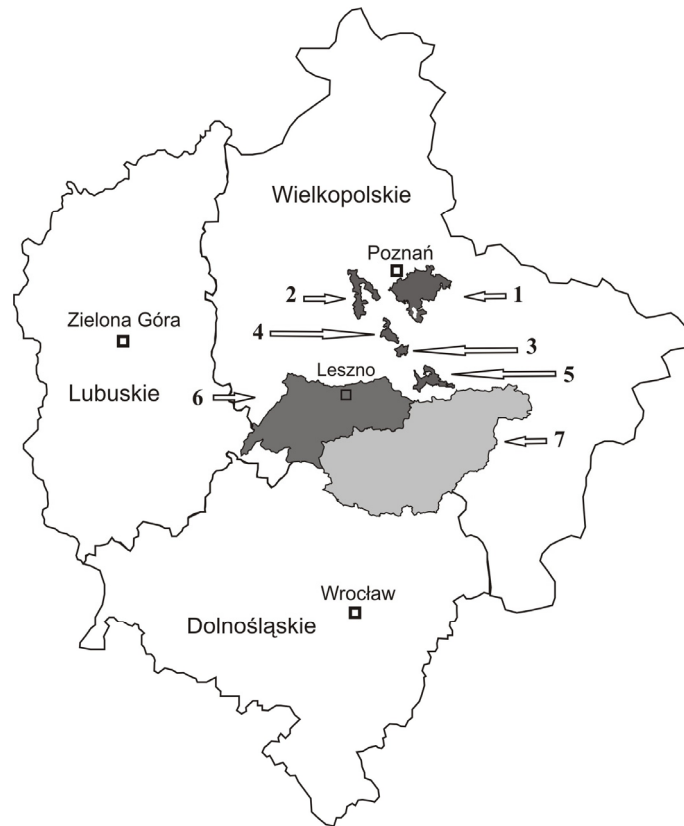 Wielkopolskie
Poznań
2
1
Zielona Góra
4
3
Leszno
5
Lubuskie
6
7
Wrocław
Dolnośląskie